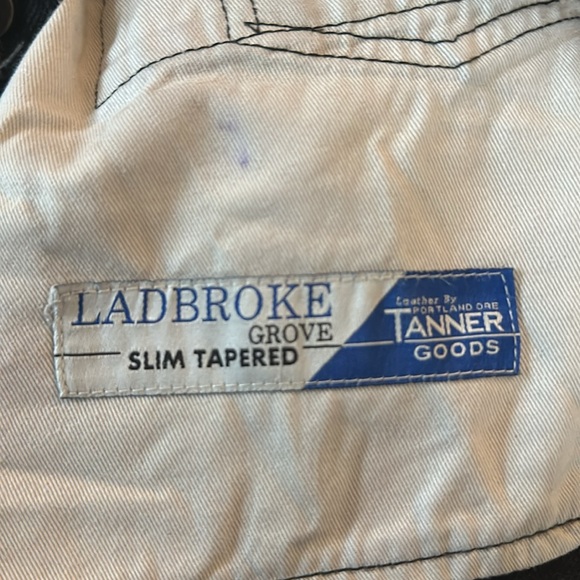 LADBROKE
GROVE
SLIM TAPERED
Leather By
PORTLAND ORE
TANNER
GOODS